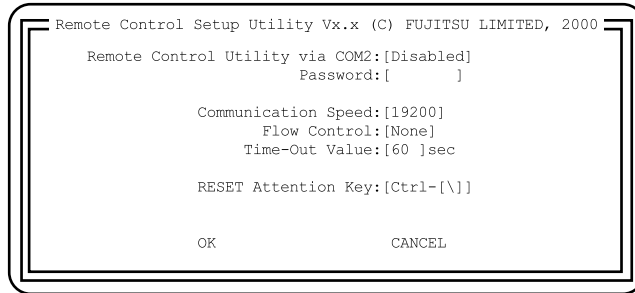 Remote Control Setup Utility Vx.x (C) FUJITSU LIMITED, 2000
Remote Control Utility via COM2:[Disabled]
Password:[        ]
Communication Speed:[19200]
Flow Control:[None]
Time-Out Value:[60 ]sec
RESET Attention Key:[Ctrl-[\]]
OK CANCEL